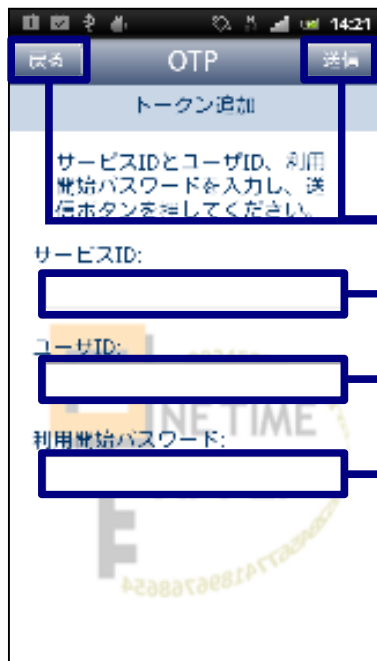 14:21
戻る OTP 送信
トークン追加
サービスIDとユーザID、利用
開始パスワードを入力し、送
信ボタンを押してください。
サービスID:
ユーザID:
NE TIME
利用開始パスワード: